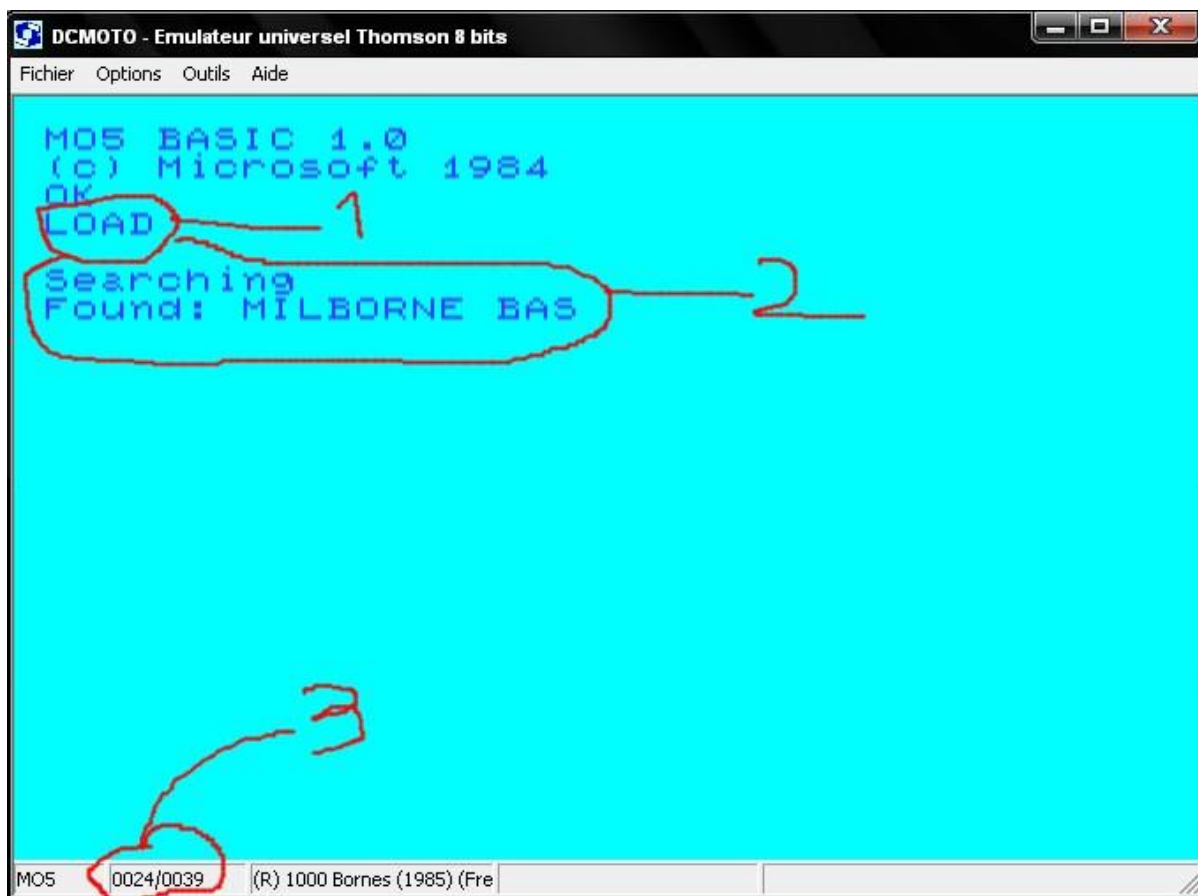 DCMOTO - Emulateur universel Thomson 8 bits
Fichier Options Outils Aide
MO5 BASIC 1.0
(c) Microsoft 1984
OK
LOAD
1
Searching
Found: MILBORNE BAS
2
3
MO5 0024/0039 (R) 1000 Bornes (1985) (Fre